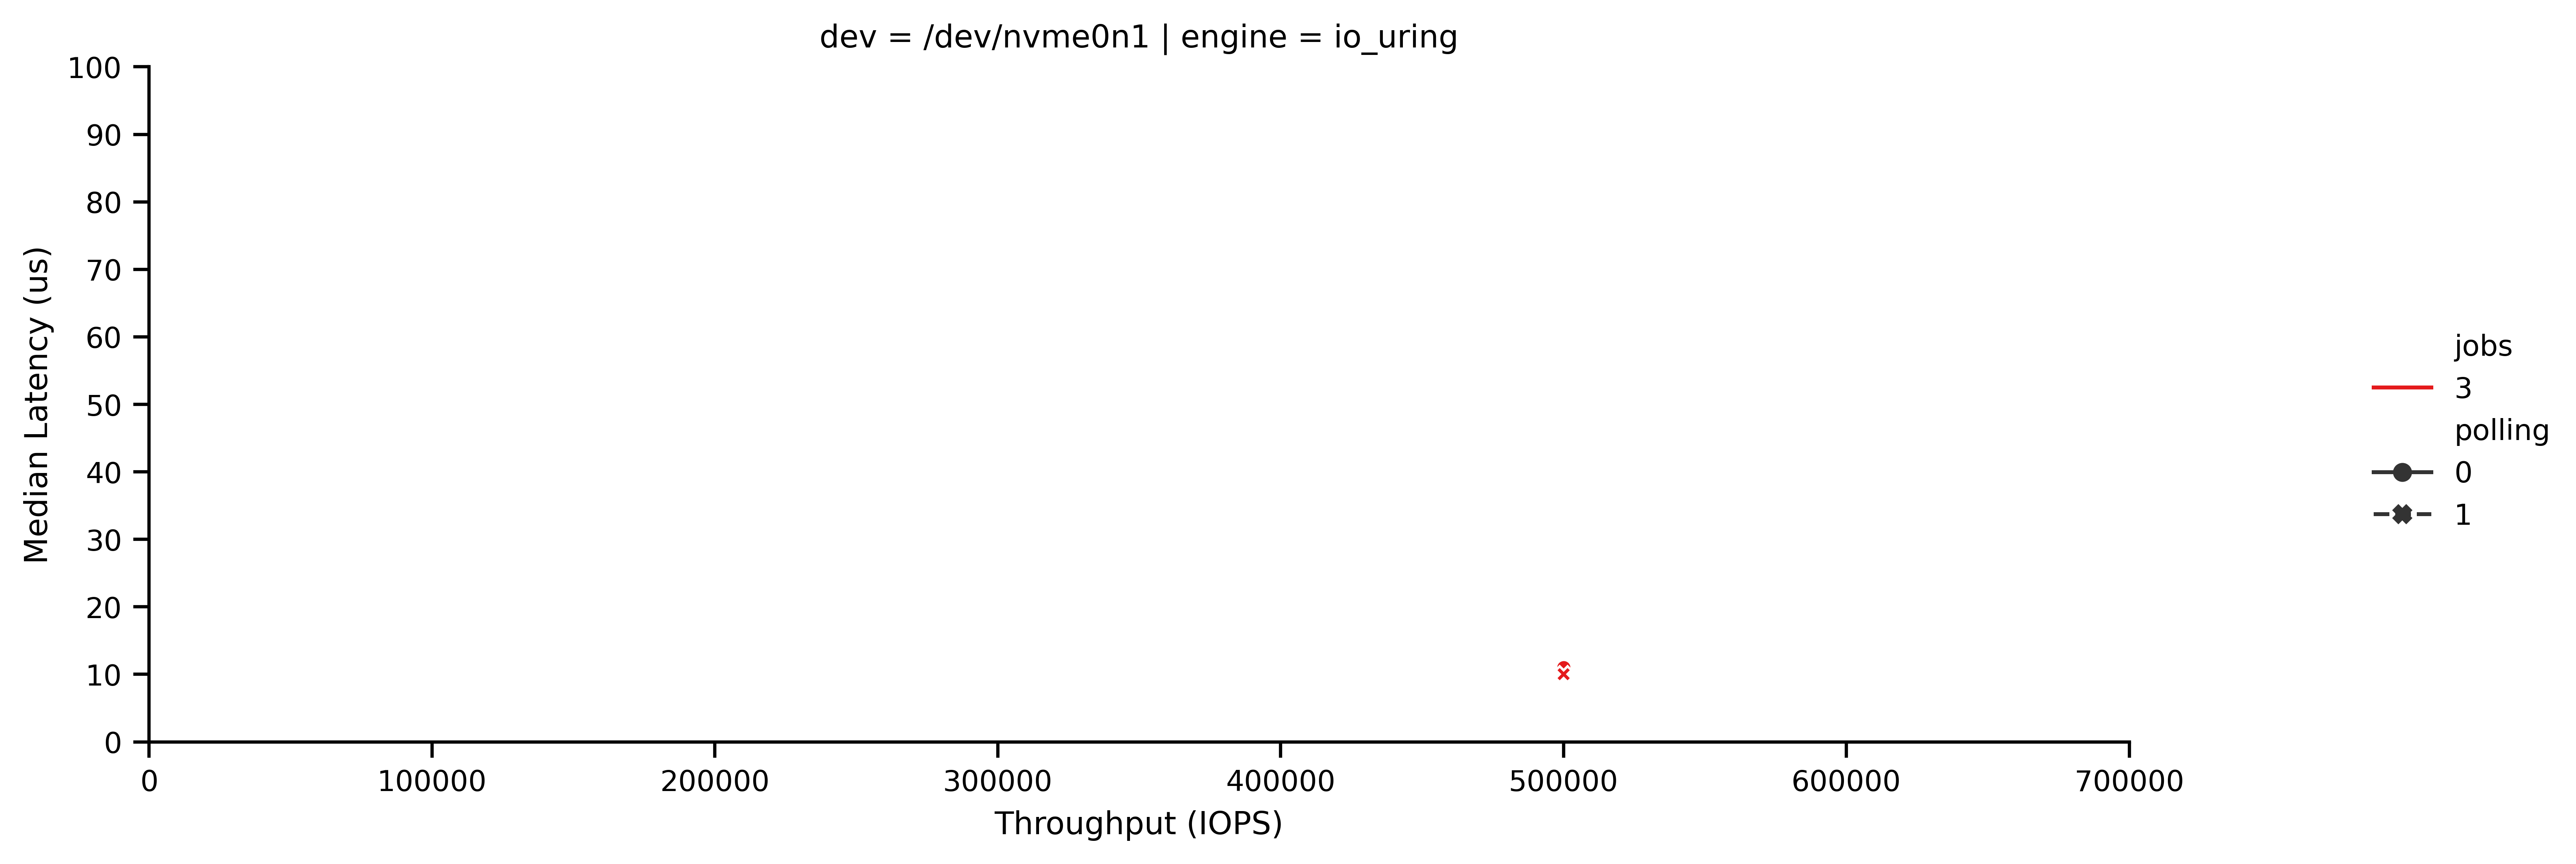 dev = /dev/nvme0n1 | engine = io_uring
100
90
80
70
60
50
40
30
20
10
0
Median Latency (us)
0 100000 200000 300000 400000 500000 600000 700000
Throughput (IOPS)
jobs
3
polling
0
1